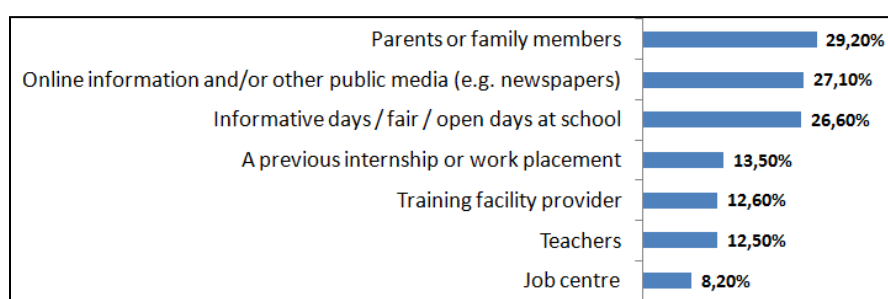 Parents or family members 29,20%
Online information and/or other public media (e.g. newspapers) 27,10%
Informative days / fair / open days at school 26,60%
A previous internship or work placement 13,50%
Training facility provider 12,60%
Teachers 12,50%
Job centre 8,20%